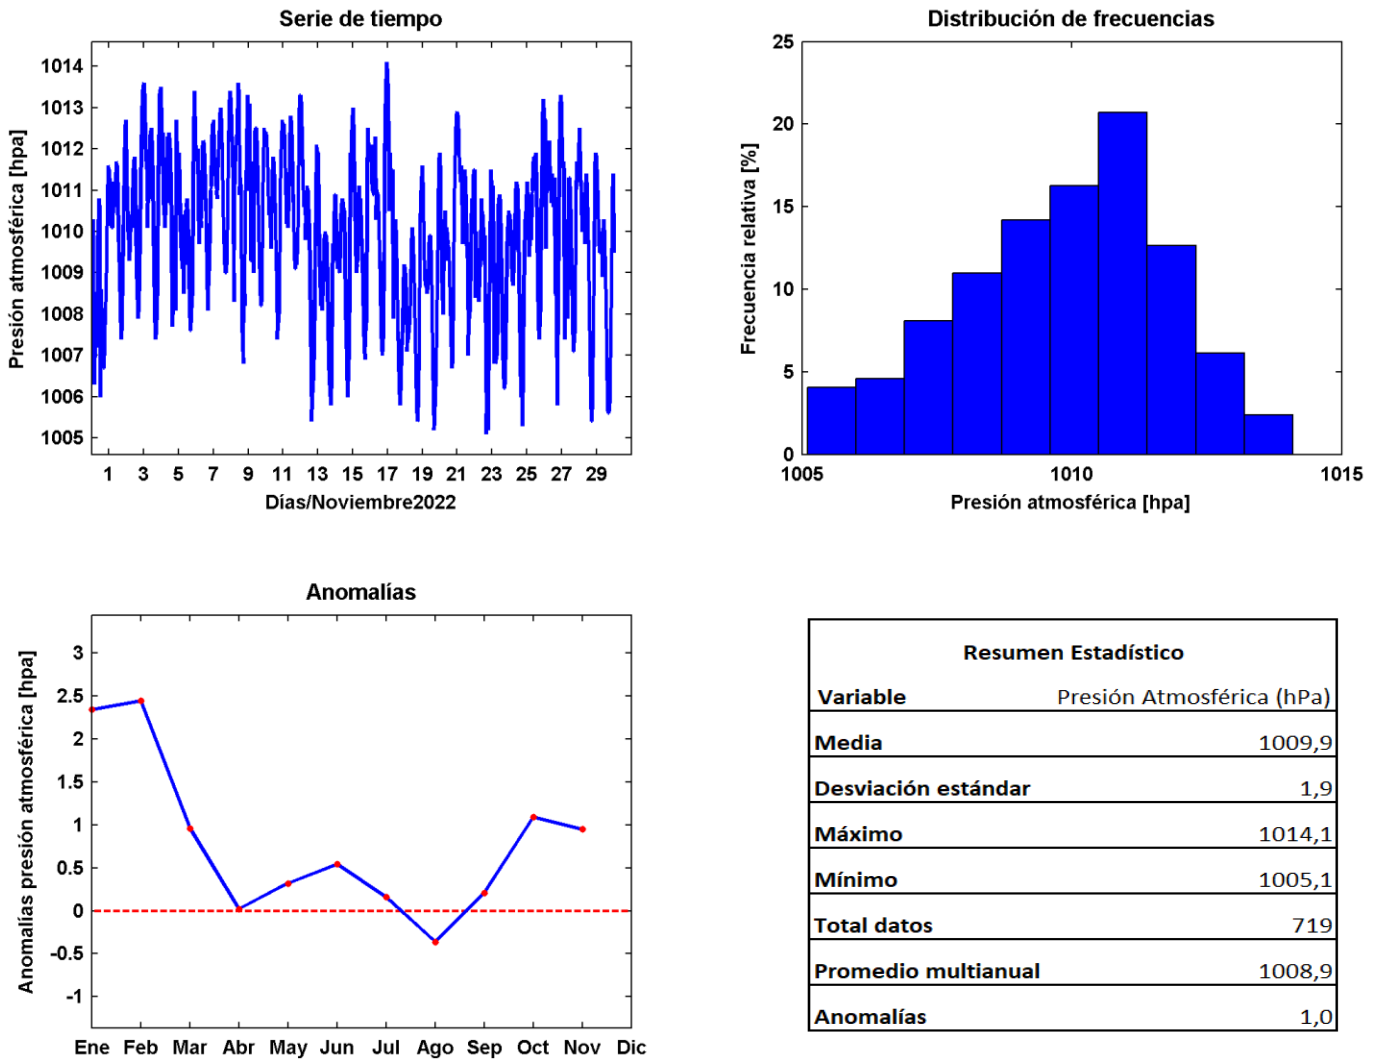 Serie de tiempo
Presión atmosférica [hpa]
1014
1013
1012
1011
1010
1009
1008
1007
1006
1005
1 3 5 7 9 11 13 15 17 19 21 23 25 27 29
Días/Noviembre2022
Distribución de frecuencias
Frecuencia relativa [%]
25
20
15
10
5
0
1005 1010 1015
Presión atmosférica [hpa]
Anomalías
Anomalías presión atmosférica [hpa]
3
2.5
2
1.5
1
0.5
0
-0.5
-1
Ene Feb Mar Abr May Jun Jul Ago Sep Oct Nov Dic
Resumen Estadístico
Variable Presión Atmosférica (hPa)
Media 1009,9
Desviación estándar 1,9
Máximo 1014,1
Mínimo 1005,1
Total datos 719
Promedio multianual 1008,9
Anomalías 1,0